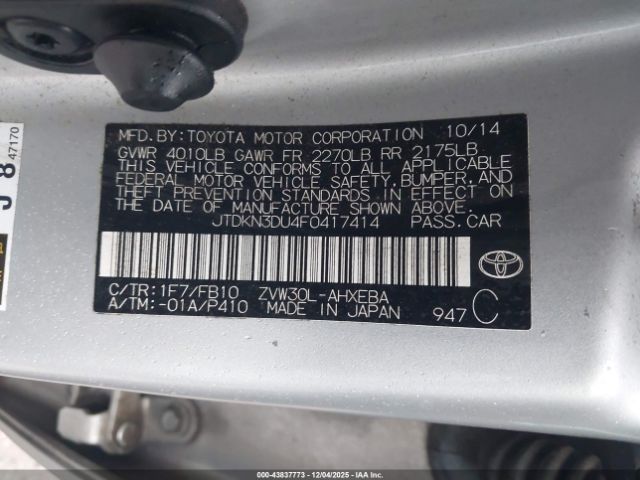 MFD.BY:TOYOTA MOTOR CORPORATION 10/14
GVWR 4010LB GAWR FR 2270LB RR 2175LB
THIS VEHICLE CONFORMS TO ALL APPLICABLE
FEDERAL MOTOR VEHICLE SAFETY,BUMPER,AND
THEFT PREVENTION STANDARDS IN EFFECT ON
THE DATE OF MANUFACTURE SHOWN ABOVE.
JTDKN3DU4F0417414 PASS.CAR
C/TR:1F7/FB10 ZVW30L-AHXEBA
A/TM:-01A/P410 MADE IN JAPAN 947 C
47170
J 8
© 43837773 - 12/04/2025 - IAAI